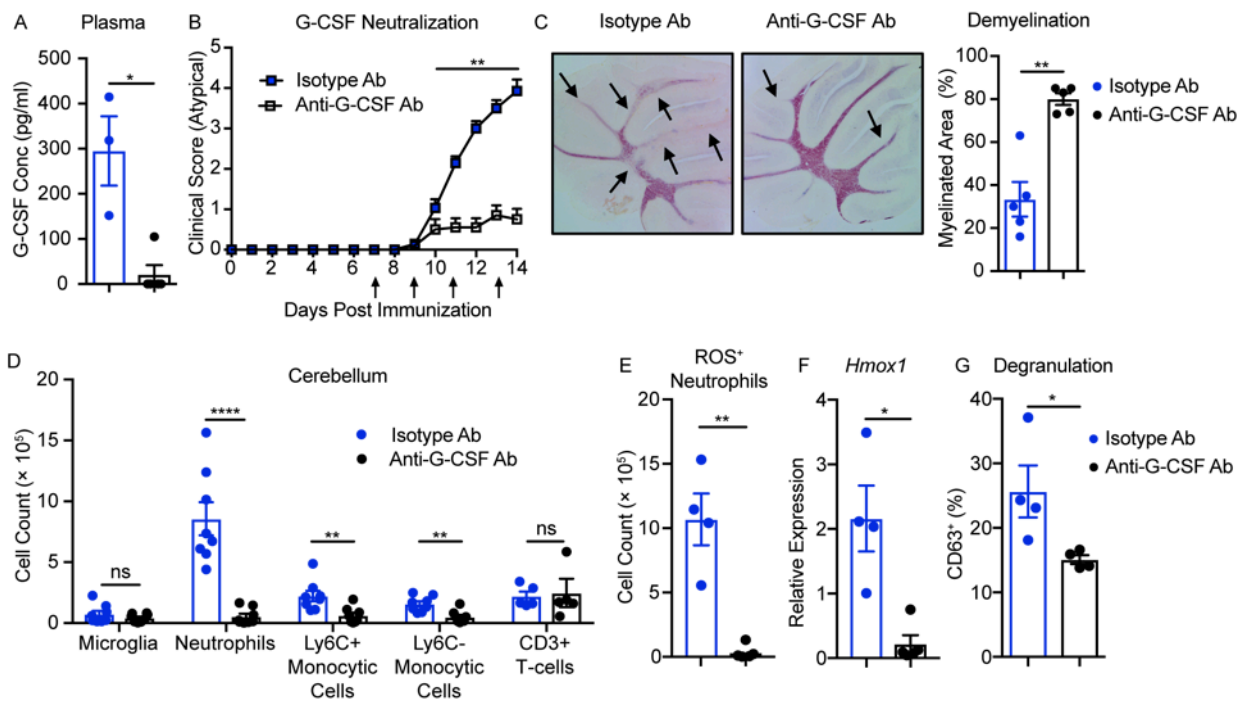 A
Plasma
G-CSF Conc (pg/ml)
500
400
300
200
100
0
*
B
G-CSF Neutralization
Clinical Score (Atypical)
5
4
3
2
1
0
Isotype Ab
Anti-G-CSF Ab
**
0 2 4 6 8 10 12 14
Days Post Immunization
C
Isotype Ab
Anti-G-CSF Ab
Demyelination
Myelinated Area (%)
100
80
60
40
20
0
**
Isotype Ab
Anti-G-CSF Ab
D
Cerebellum
Cell Count (× 10⁵)
20
15
10
5
0
ns
****
**
**
ns
Isotype Ab
Anti-G-CSF Ab
Microglia
Neutrophils
Ly6C+
Monocytic
Cells
Ly6C-
Monocytic
Cells
CD3+
T-cells
E
ROS⁺
Neutrophils
Cell Count (× 10⁵)
20
15
10
5
0
**
F
Hmox1
Relative Expression
4
3
2
1
0
*
G
Degranulation
CD63⁺ (%)
40
30
20
10
0
*
Isotype Ab
Anti-G-CSF Ab